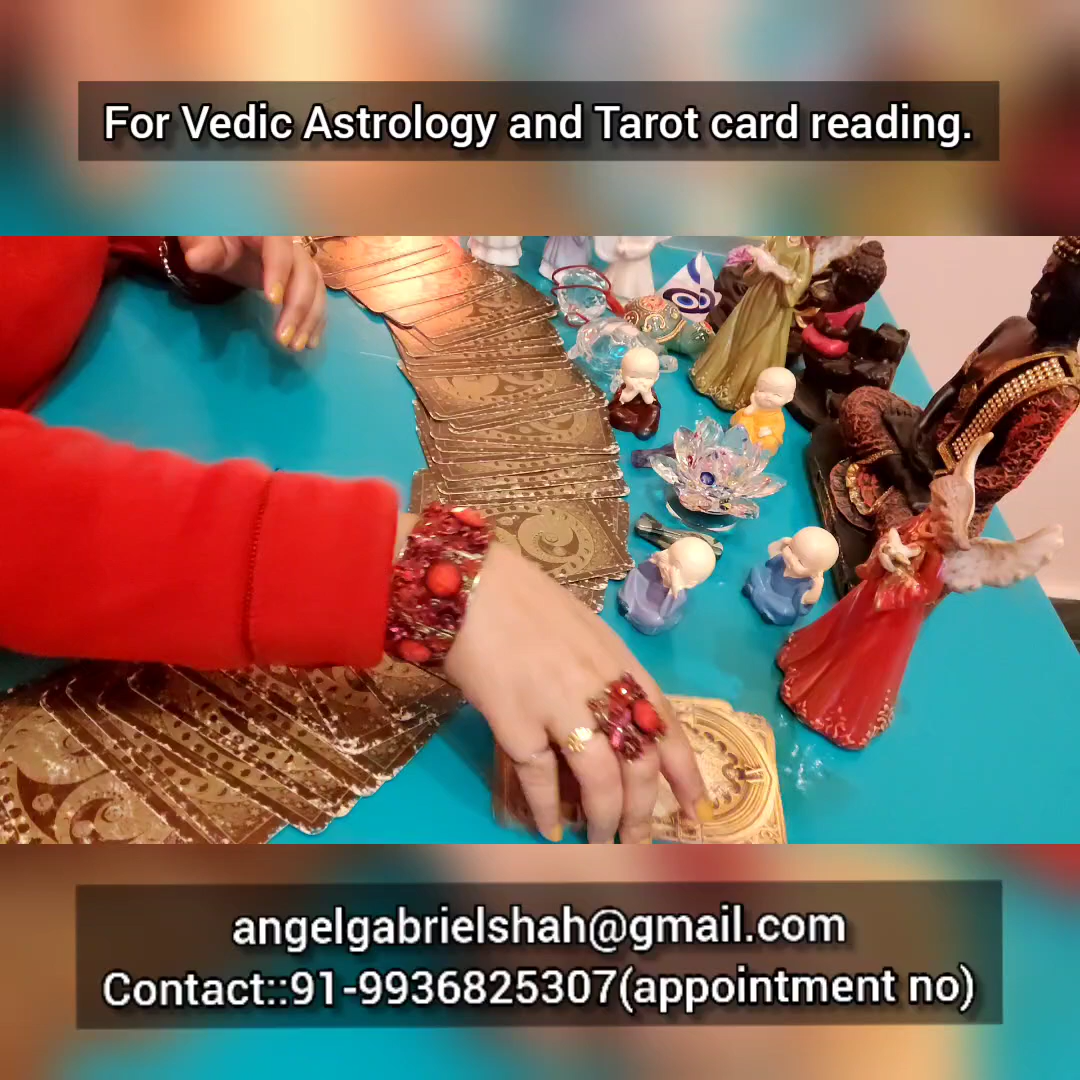 For Vedic Astrology and Tarot card reading.
angelgabrielshah@gmail.com
Contact::91-9936825307(appointment no)